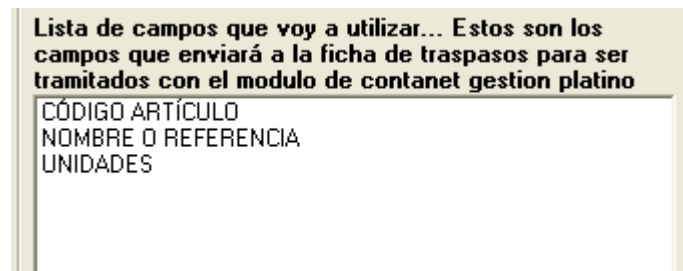 Lista de campos que voy a utilizar... Estos son los
campos que enviará a la ficha de traspasos para ser
tramitados con el modulo de contanet gestion platino
CÓDIGO ARTÍCULO
NOMBRE O REFERENCIA
UNIDADES